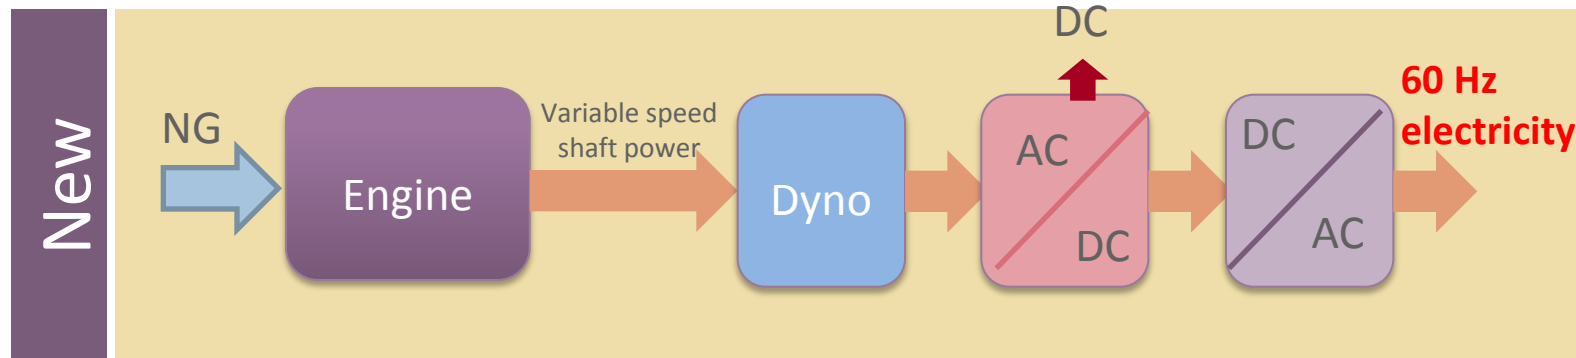 New
NG
Engine
Variable speed
shaft power
Dyno
DC
AC
DC
DC
AC
60 Hz
electricity